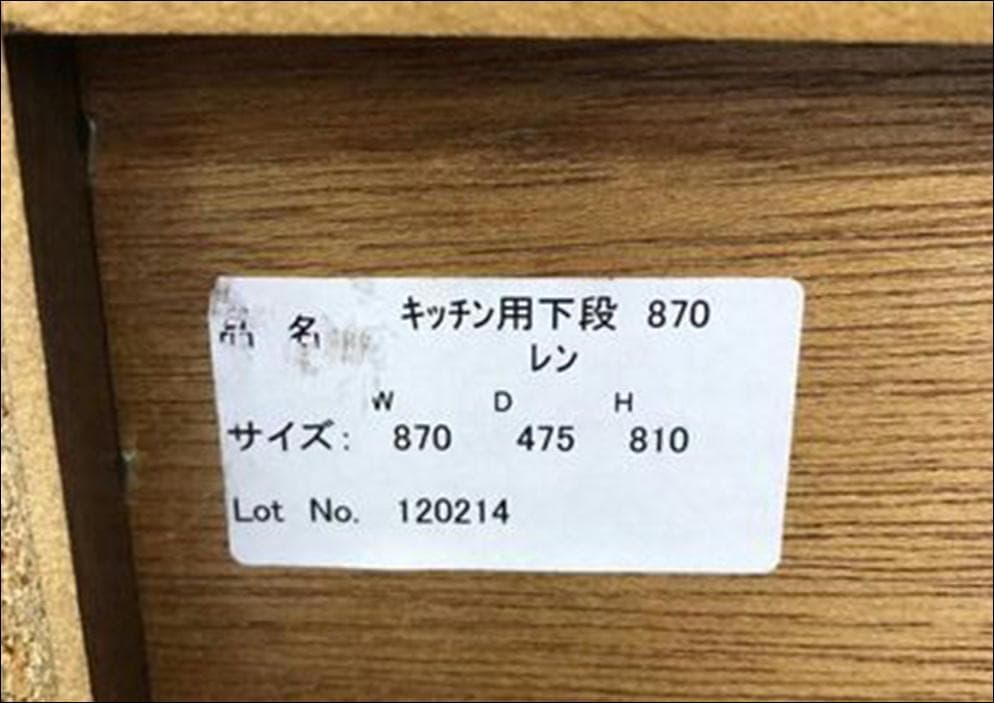 品 名 キッチン用下段 870
レン
W D H
サイズ: 870 475 810
Lot No. 120214